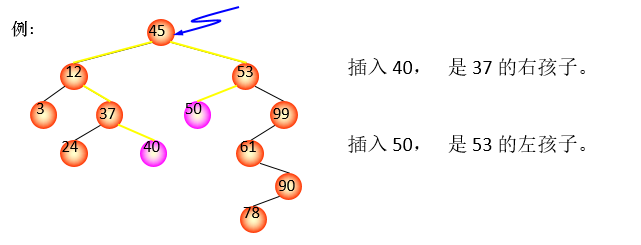 例：
45
12 53
3 37 50 99
24 40 61
90
78
插入 40， 是 37 的右孩子。
插入 50， 是 53 的左孩子。